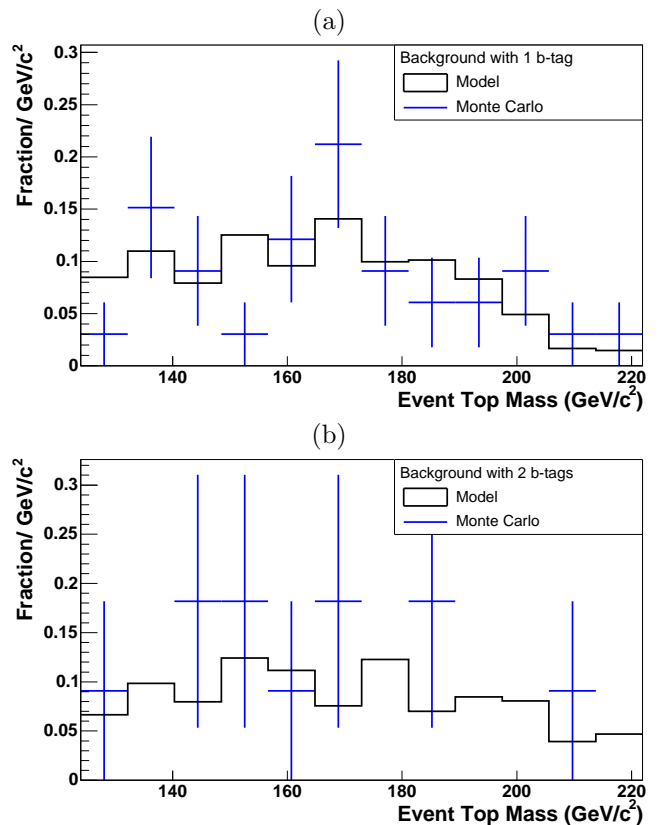 (a)
Fraction/ GeV/c²
0.3
0.25
0.2
0.15
0.1
0.05
0
Background with 1 b-tag
Model
Monte Carlo
140 160 180 200 220
Event Top Mass (GeV/c²)
(b)
Fraction/ GeV/c²
0.3
0.25
0.2
0.15
0.1
0.05
0
Background with 2 b-tags
Model
Monte Carlo
140 160 180 200 220
Event Top Mass (GeV/c²)